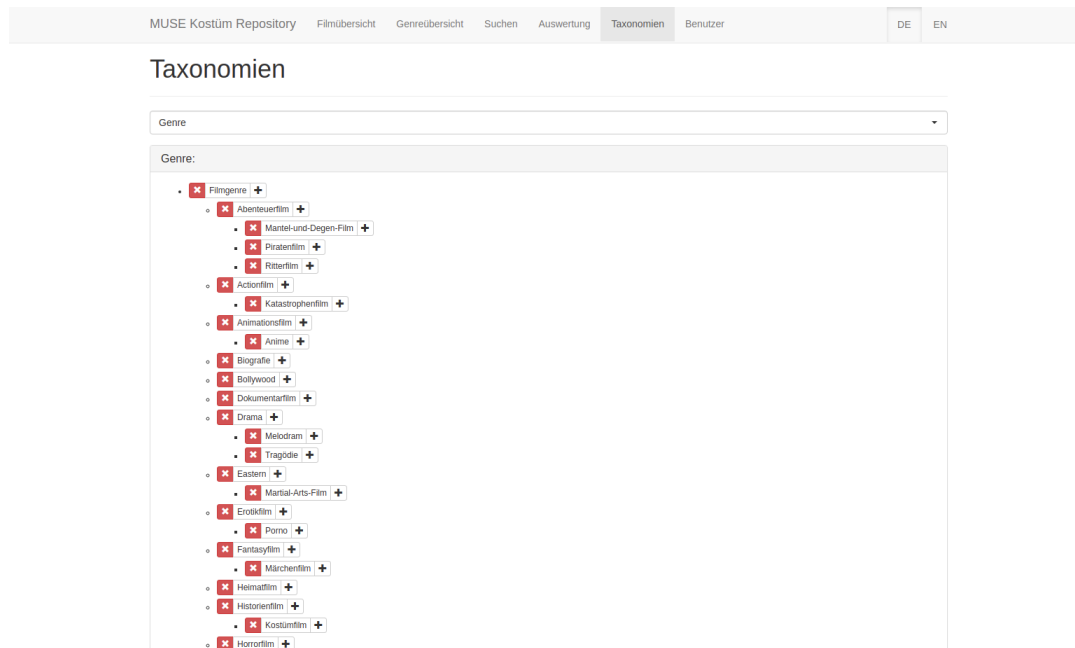 MUSE Kostüm Repository Filmübersicht Genreübersicht Suchen Auswertung Taxonomien Benutzer DE EN
Taxonomien
Genre
Genre:
Filmgenre
Abenteuerfilm
Mantel-und-Degen-Film
Piratenfilm
Ritterfilm
Actionfilm
Katastrophenfilm
Animationsfilm
Anime
Biografie
Bollywood
Dokumentarfilm
Drama
Melodram
Tragödie
Eastern
Martial-Arts-Film
Erotikfilm
Porno
Fantasyfilm
Märchenfilm
Heimatfilm
Historienfilm
Kostümfilm
Horrorfilm